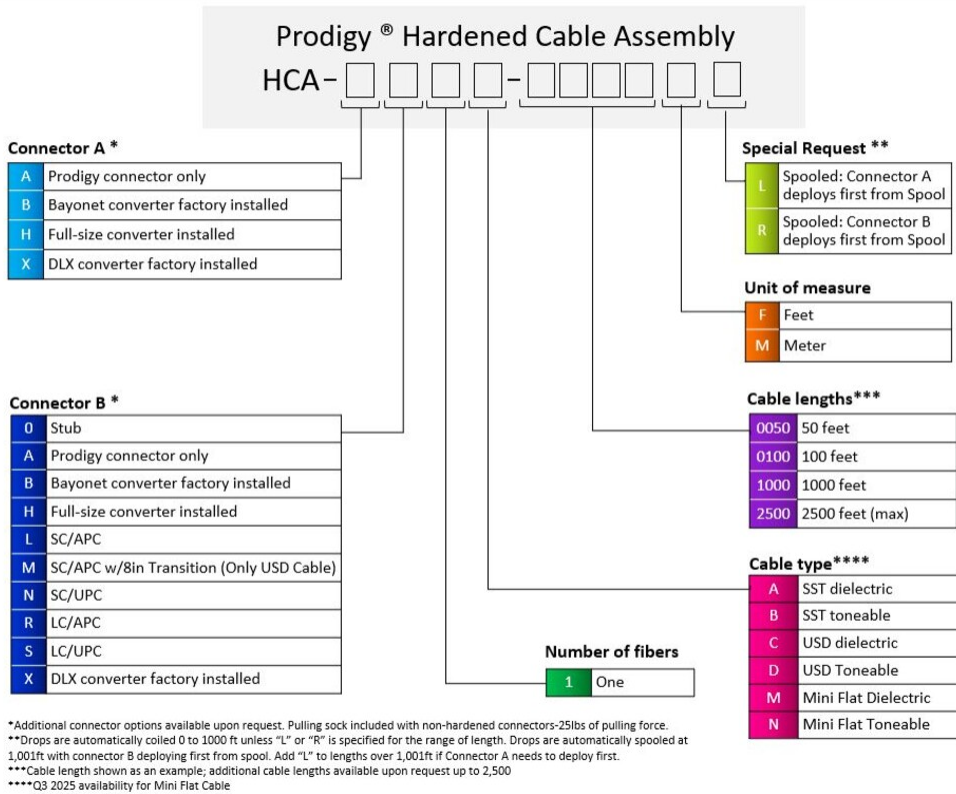 Prodigy ® Hardened Cable Assembly
HCA-
-
Connector A *
A Prodigy connector only
B Bayonet converter factory installed
H Full-size converter installed
X DLX converter factory installed
Connector B *
0 Stub
A Prodigy connector only
B Bayonet converter factory installed
H Full-size converter installed
L SC/APC
M SC/APC w/8in Transition (Only USD Cable)
N SC/UPC
R LC/APC
S LC/UPC
X DLX converter factory installed
Number of fibers
1 One
Special Request **
L Spooled: Connector A
deploys first from Spool
R Spooled: Connector B
deploys first from Spool
Unit of measure
F Feet
M Meter
Cable lengths***
0050 50 feet
0100 100 feet
1000 1000 feet
2500 2500 feet (max)
Cable type****
A SST dielectric
B SST toneable
C USD dielectric
D USD Toneable
M Mini Flat Dielectric
N Mini Flat Toneable
*Additional connector options available upon request. Pulling sock included with non-hardened connectors-25lbs of pulling force.
**Drops are automatically coiled 0 to 1000 ft unless "L" or "R" is specified for the range of length. Drops are automatically spooled at
1,001ft with connector B deploying first from spool. Add "L" to lengths over 1,001ft if Connector A needs to deploy first.
***Cable length shown as an example; additional cable lengths available upon request up to 2,500
****Q3 2025 availability for Mini Flat Cable